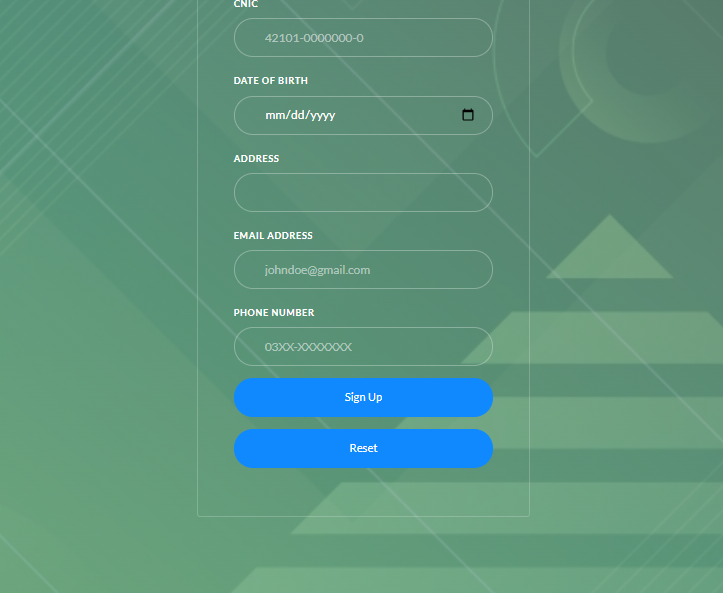 CNIC
42101-0000000-0
DATE OF BIRTH
mm/dd/yyyy
ADDRESS
EMAIL ADDRESS
johndoe@gmail.com
PHONE NUMBER
03XX-XXXXXXX
Sign Up
Reset